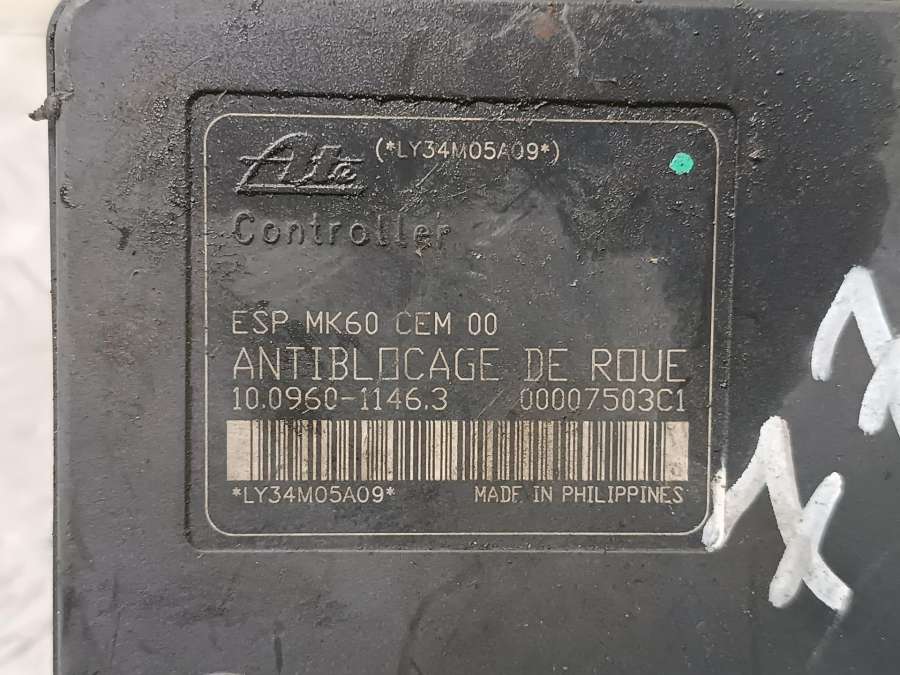 Ate (*LY34M05A09*)
Controller
ESP MK60 CEM 00
ANTIBLOCAGE DE ROUE
10.0960-1146.3 00007503C1
*LY34M05A09* MADE IN PHILIPPINES